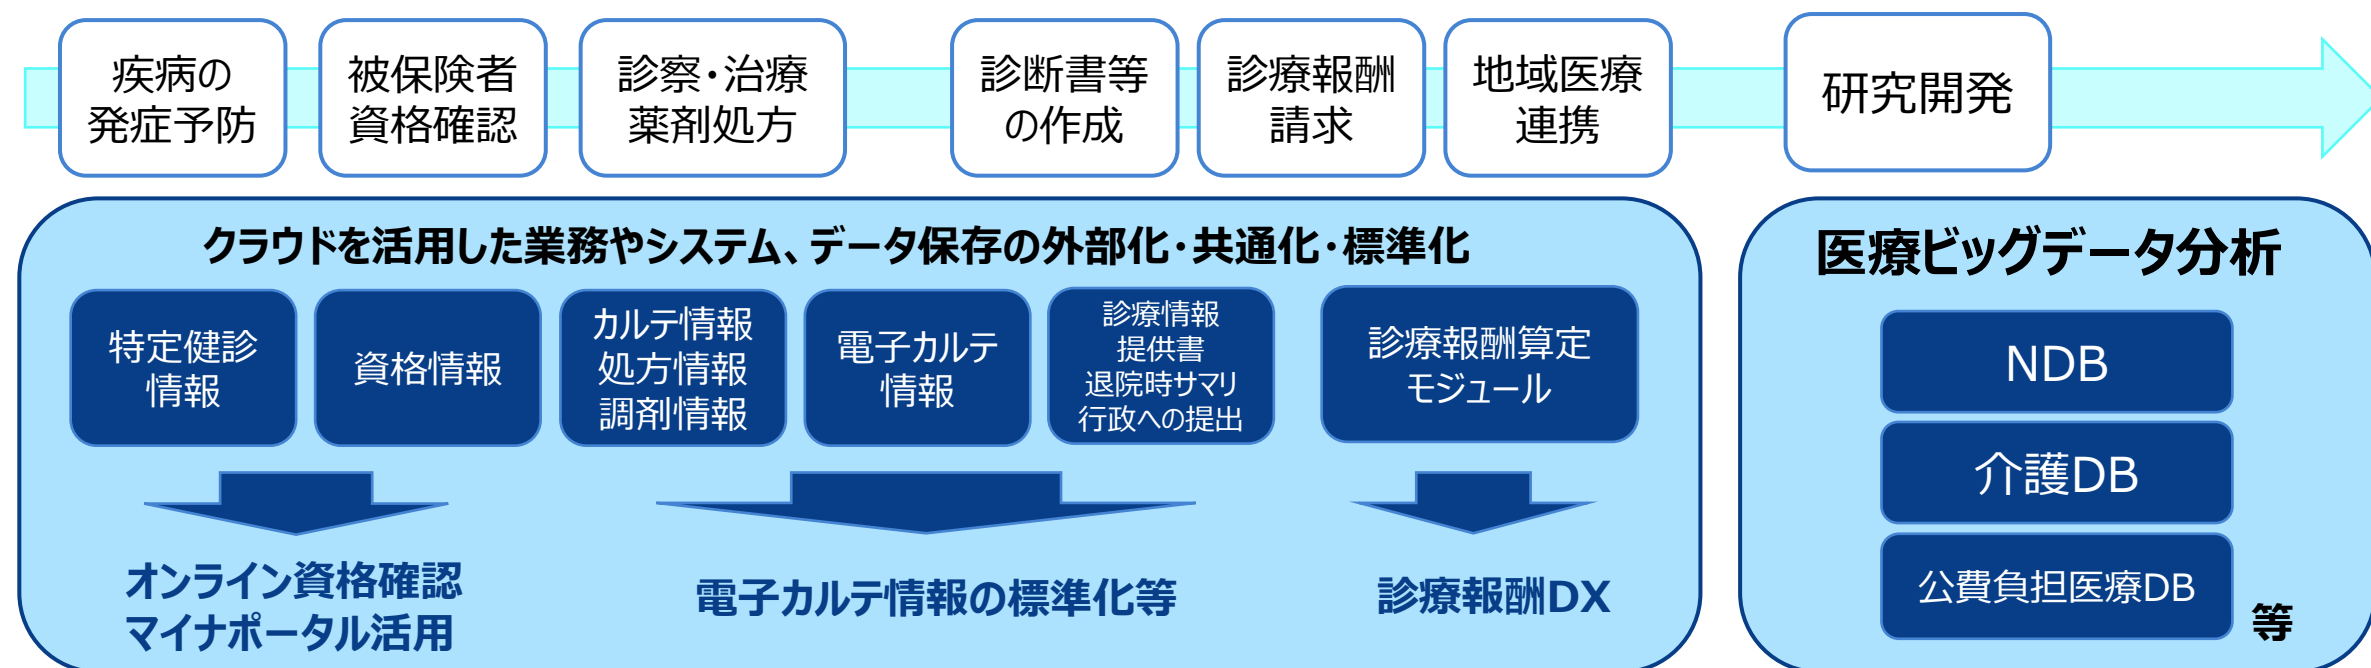 疾病の
発症予防
被保険者
資格確認
診察・治療
薬剤処方
診断書等
の作成
診療報酬
請求
地域医療
連携
研究開発
クラウドを活用した業務やシステム、データ保存の外部化・共通化・標準化
特定健診
情報
資格情報
カルテ情報
処方情報
調剤情報
電子カルテ
情報
診療情報
提供書
退院時サマリ
行政への提出
診療報酬算定
モジュール
オンライン資格確認
マイナポータル活用
電子カルテ情報の標準化等
診療報酬DX
医療ビッグデータ分析
NDB
介護DB
公費負担医療DB
等